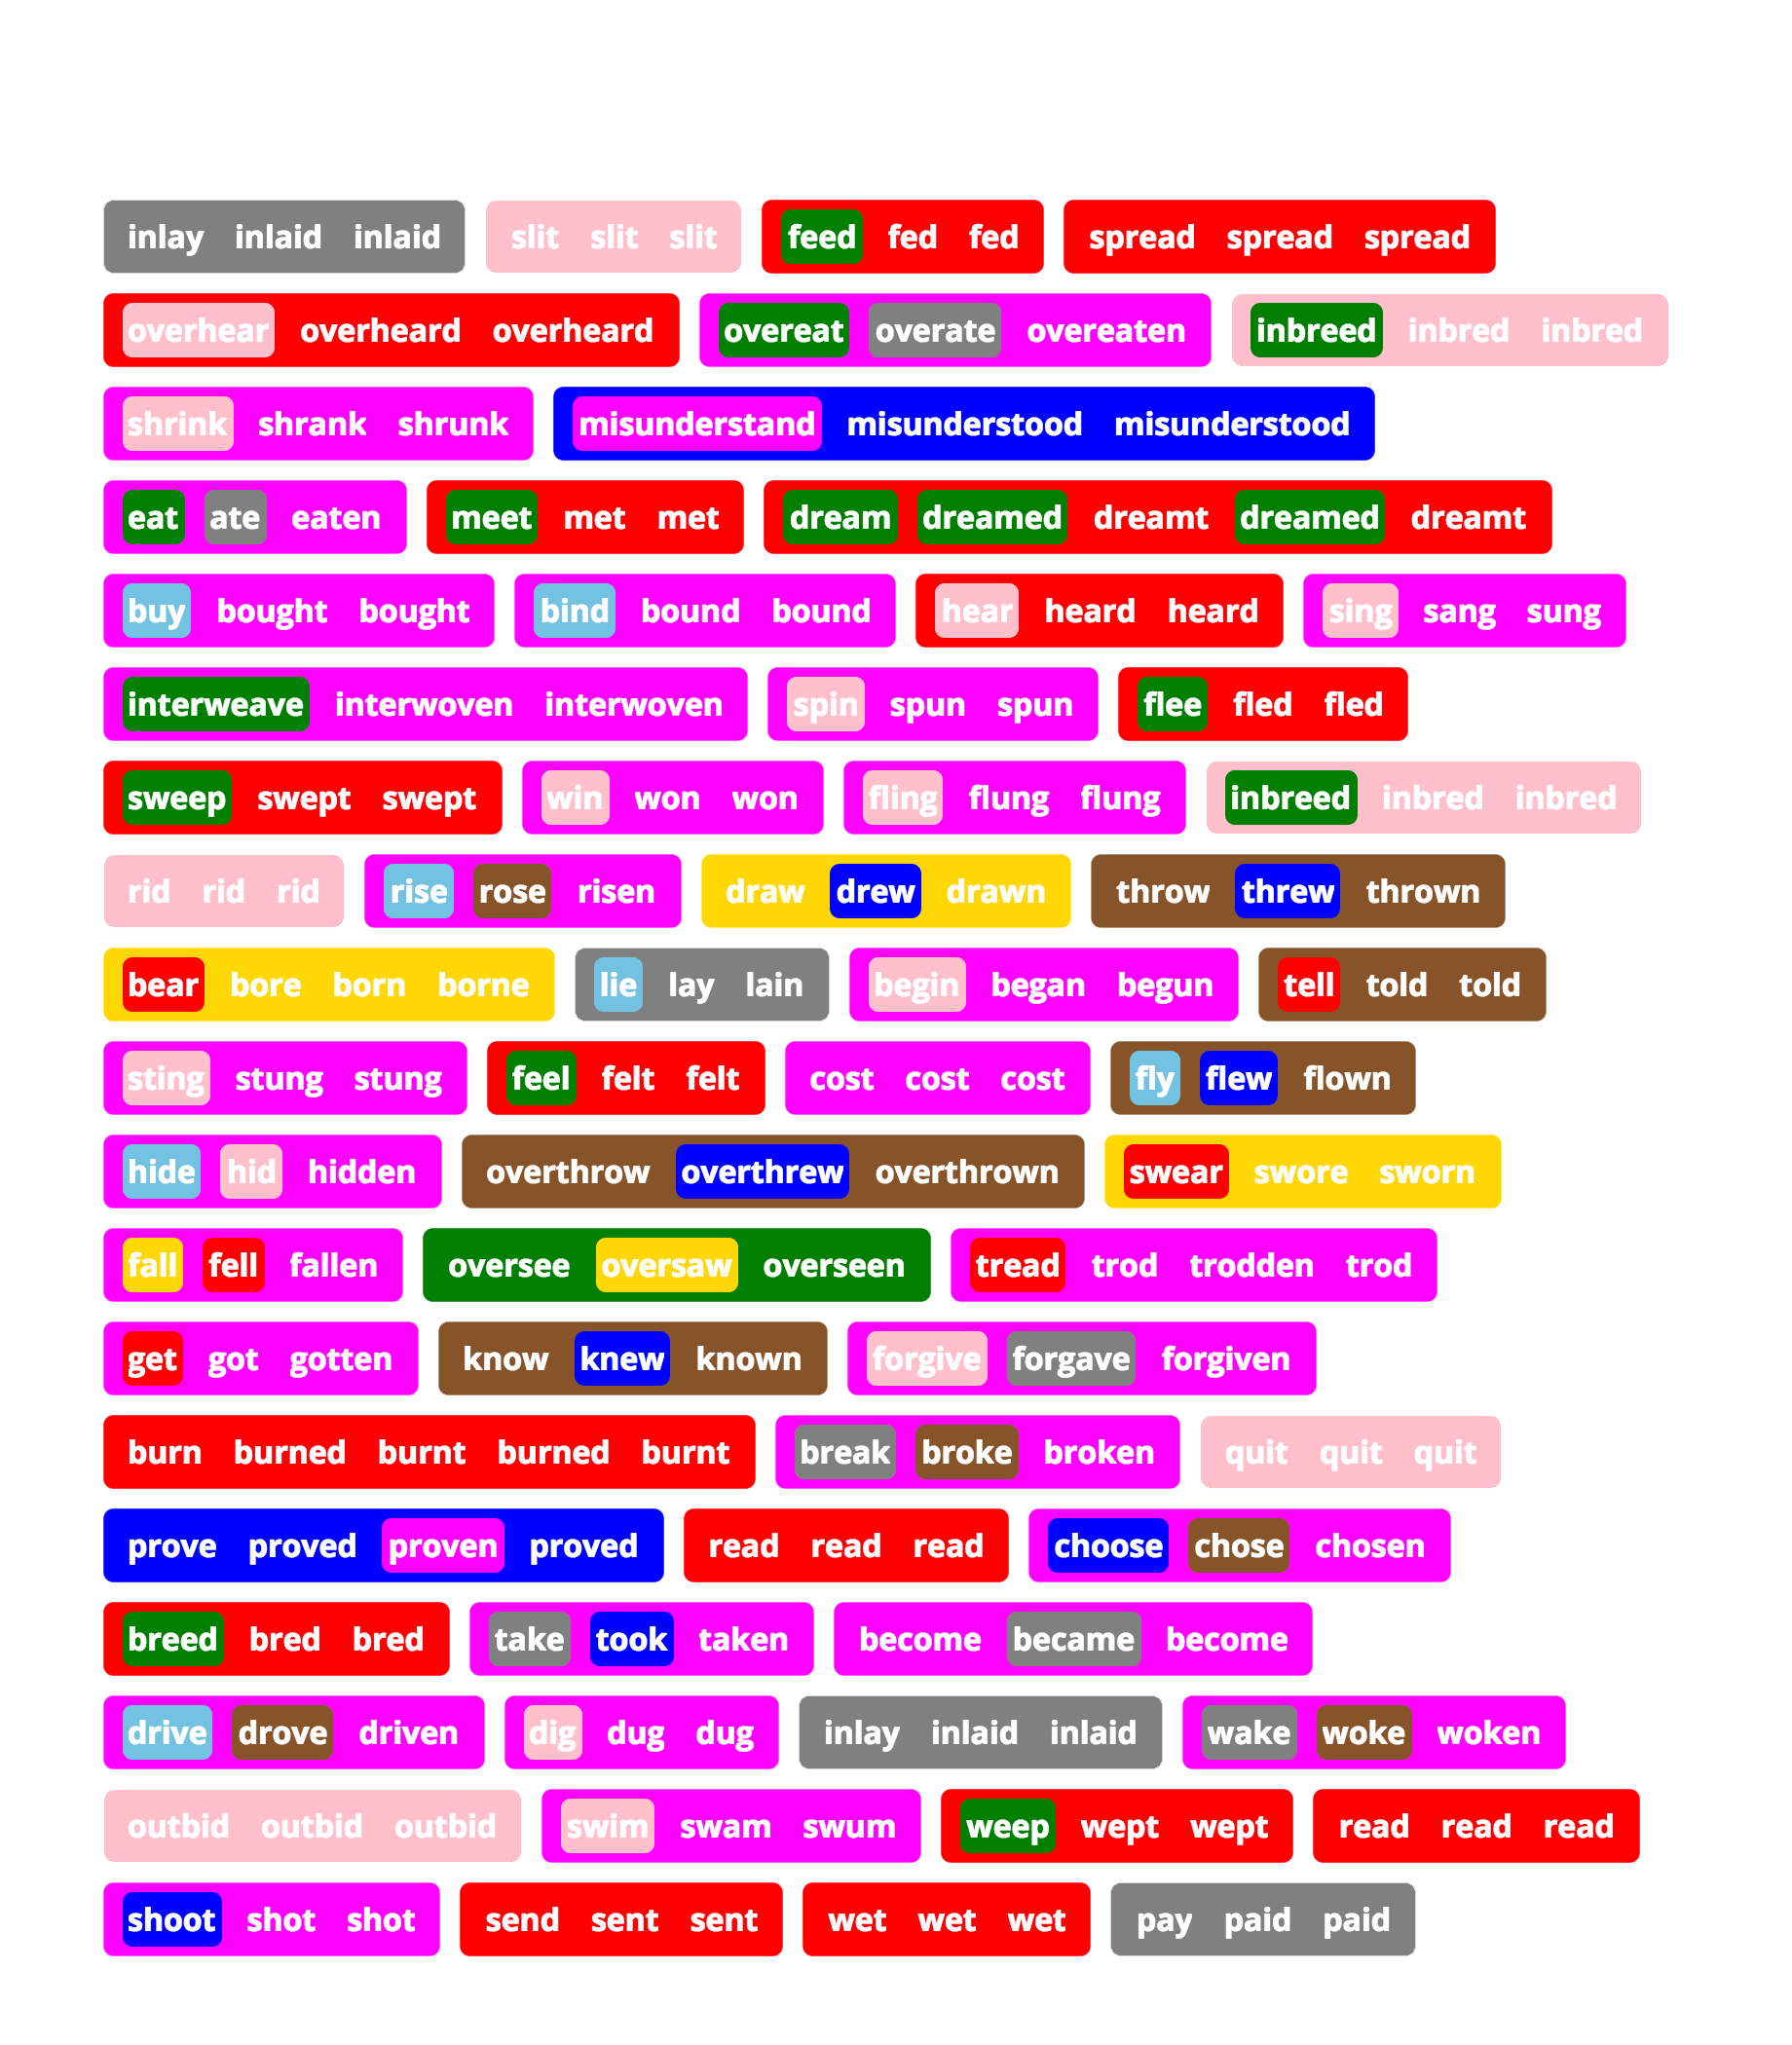 inlay inlaid inlaid slit slit slit feed fed fed spread spread spread
overhear overheard overheard overeat overate overeaten inbreed inbred inbred
shrink shrank shrunk misunderstand misunderstood misunderstood
eat ate eaten meet met met dream dreamed dreamt dreamed dreamt
buy bought bought bind bound bound hear heard heard sing sang sung
interweave interwoven interwoven spin spun spun flee fled fled
sweep swept swept win won won fling flung flung inbreed inbred inbred
rid rid rid rise rose risen draw drew drawn throw threw thrown
bear bore born borne lie lay lain begin began begun tell told told
sting stung stung feel felt felt cost cost cost fly flew flown
hide hid hidden overthrow overthrew overthrown swear swore sworn
fall fell fallen oversee oversaw overseen tread trod trodden trod
get got gotten know knew known forgive forgave forgiven
burn burned burnt burned burnt break broke broken quit quit quit
prove proved proven proved read read read choose chose chosen
breed bred bred take took taken become became become
drive drove driven dig dug dug inlay inlaid inlaid wake woke woken
outbid outbid outbid swim swam swum weep wept wept read read read
shoot shot shot send sent sent wet wet wet pay paid paid